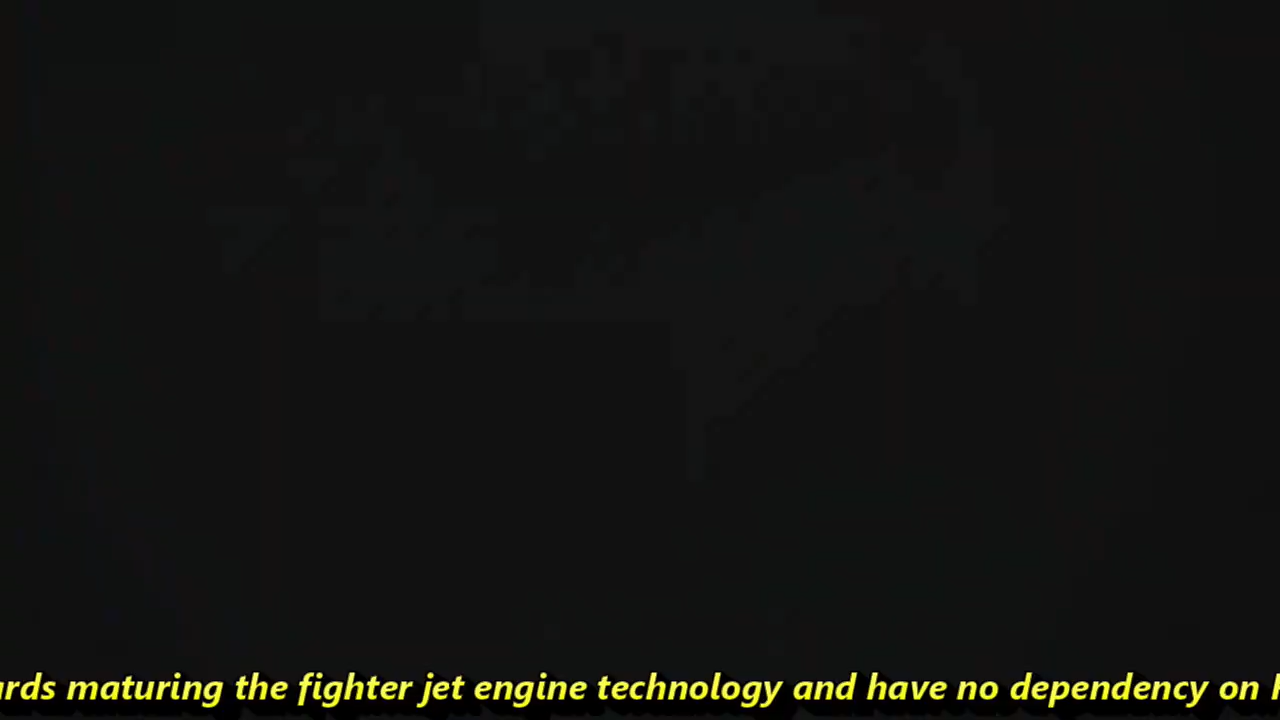 maturing the fighter jet engine technology and have no dependency on